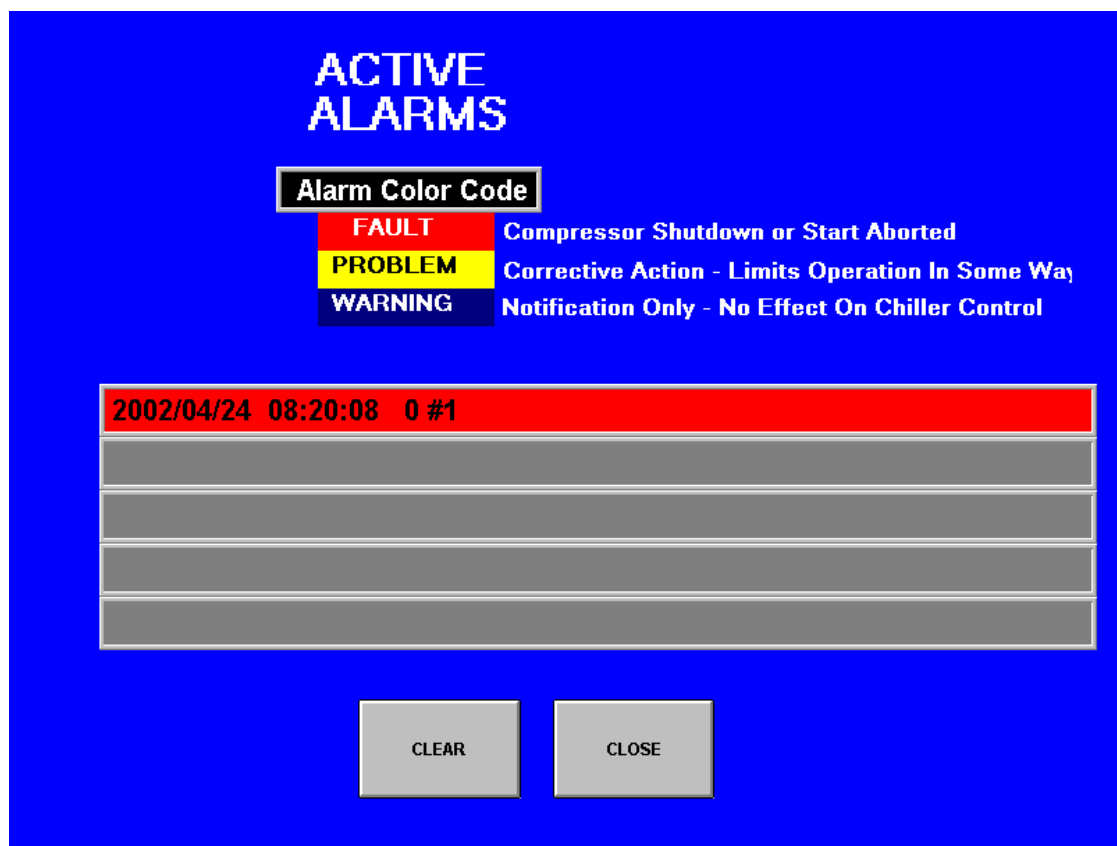 ACTIVE
ALARMS
Alarm Color Code
FAULT Compressor Shutdown or Start Aborted
PROBLEM Corrective Action - Limits Operation In Some Way
WARNING Notification Only - No Effect On Chiller Control
2002/04/24 08:20:08 0 #1
CLEAR CLOSE